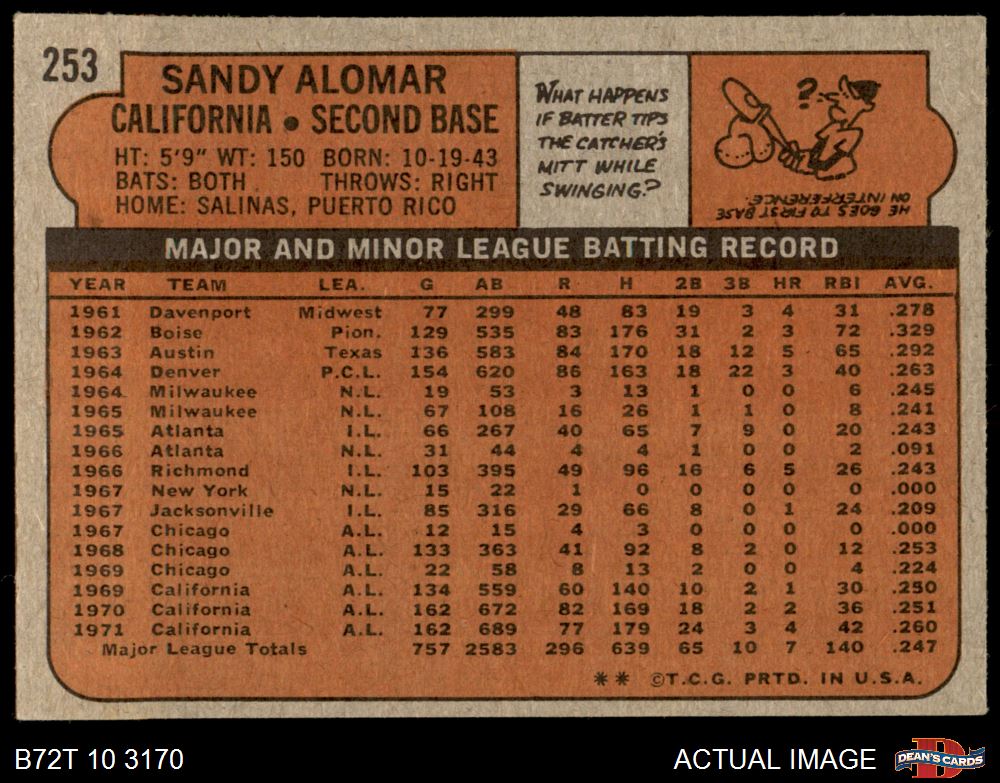 253
SANDY ALOMAR
CALIFORNIA • SECOND BASE
HT: 5'9" WT: 150 BORN: 10-19-43
BATS: BOTH THROWS: RIGHT
HOME: SALINAS, PUERTO RICO
WHAT HAPPENS
IF BATTER TIPS
THE CATCHER'S
MITT WHILE
SWINGING?
?
HE GOES TO FIRST BASE
ON INTERFERENCE.
MAJOR AND MINOR LEAGUE BATTING RECORD
YEAR TEAM LEA. G AB R H 2B 3B HR RBI AVG.
1961 Davenport Midwest 77 299 48 83 19 3 4 31 .278
1962 Boise Pion. 129 535 83 176 31 2 3 72 .329
1963 Austin Texas 136 583 84 170 18 12 5 65 .292
1964 Denver P.C.L. 154 620 86 163 18 22 3 40 .263
1964 Milwaukee N.L. 19 53 3 13 1 0 0 6 .245
1965 Milwaukee N.L. 67 108 16 26 1 1 0 8 .241
1965 Atlanta I.L. 66 267 40 65 7 9 0 20 .243
1966 Atlanta N.L. 31 44 4 4 1 0 0 2 .091
1966 Richmond I.L. 103 395 49 96 16 6 5 26 .243
1967 New York N.L. 15 22 1 0 0 0 0 0 .000
1967 Jacksonville I.L. 85 316 29 66 8 0 1 24 .209
1967 Chicago A.L. 12 15 4 3 0 0 0 0 .000
1968 Chicago A.L. 133 363 41 92 8 2 0 12 .253
1969 Chicago A.L. 22 58 8 13 2 0 0 4 .224
1969 California A.L. 134 559 60 140 10 2 1 30 .250
1970 California A.L. 162 672 82 169 18 2 2 36 .251
1971 California A.L. 162 689 77 179 24 3 4 42 .260
Major League Totals 757 2583 296 639 65 10 7 140 .247
** ©T.C.G. PRTD. IN U.S.A.
B72T 10 3170
ACTUAL IMAGE
DEAN'S CARDS